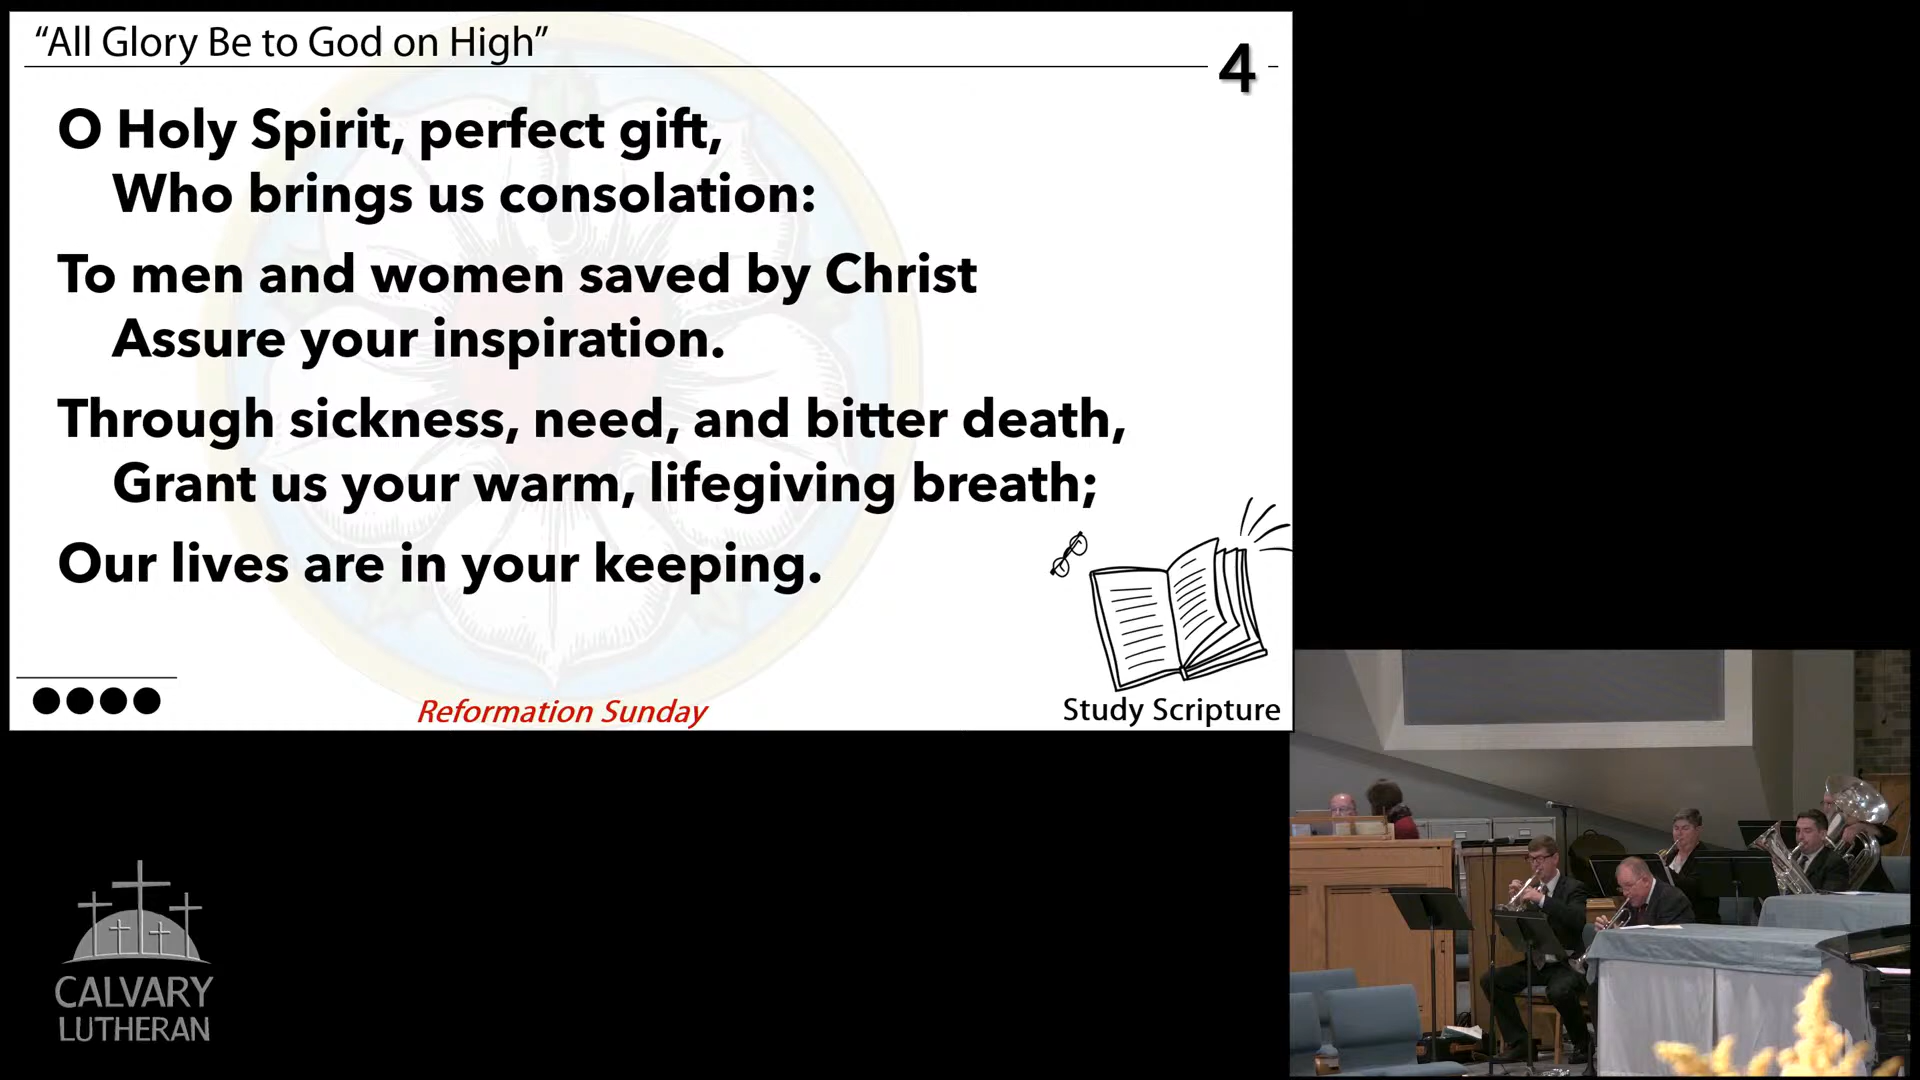 “All Glory Be to God on High”
4
O Holy Spirit, perfect gift,
Who brings us consolation:
To men and women saved by Christ
Assure your inspiration.
Through sickness, need, and bitter death,
Grant us your warm, lifegiving breath;
Our lives are in your keeping.
Reformation Sunday
Study Scripture
CALVARY
LUTHERAN